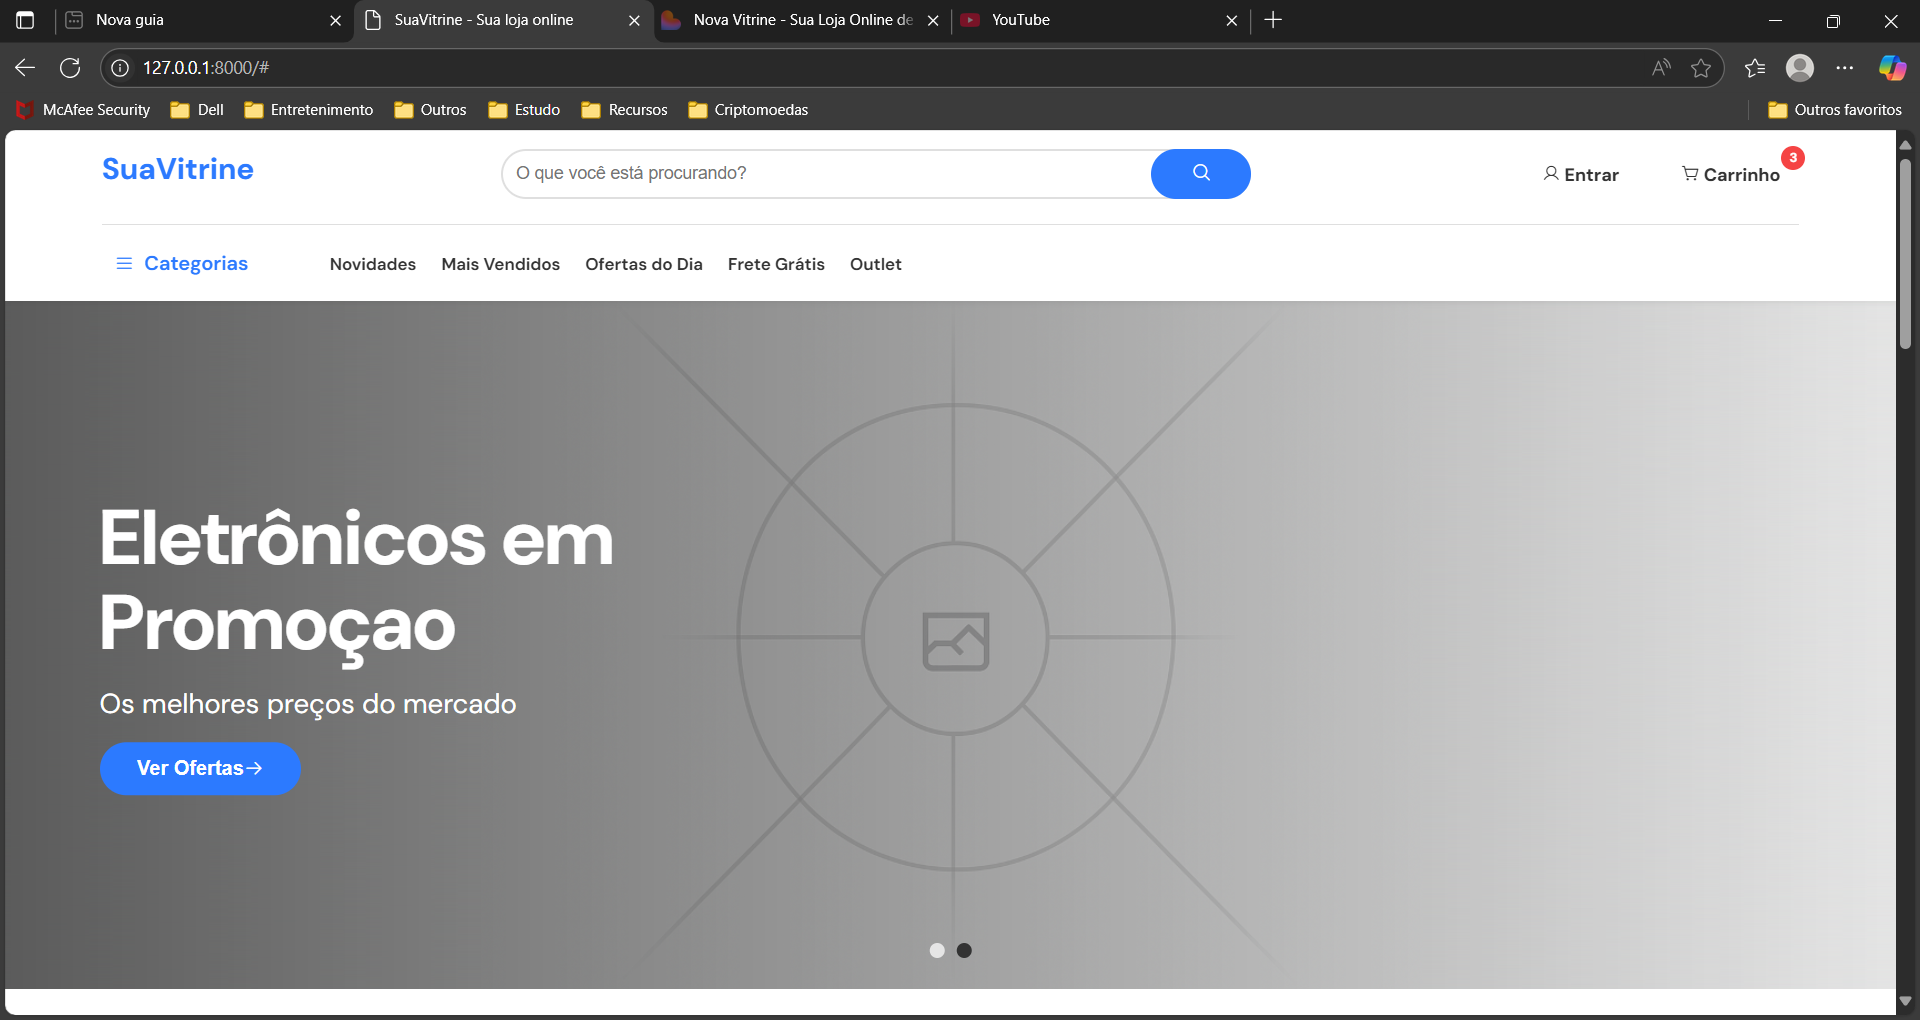 Nova guia
SuaVitrine - Sua loja online
Nova Vitrine - Sua Loja Online de
YouTube
127.0.0.1:8000/#
McAfee Security
Dell
Entretenimento
Outros
Estudo
Recursos
Criptomoedas
Outros favoritos
SuaVitrine
O que você está procurando?
Entrar
Carrinho
3
Categorias
Novidades
Mais Vendidos
Ofertas do Dia
Frete Grátis
Outlet
Eletrônicos em
Promoçao
Os melhores preços do mercado
Ver Ofertas→